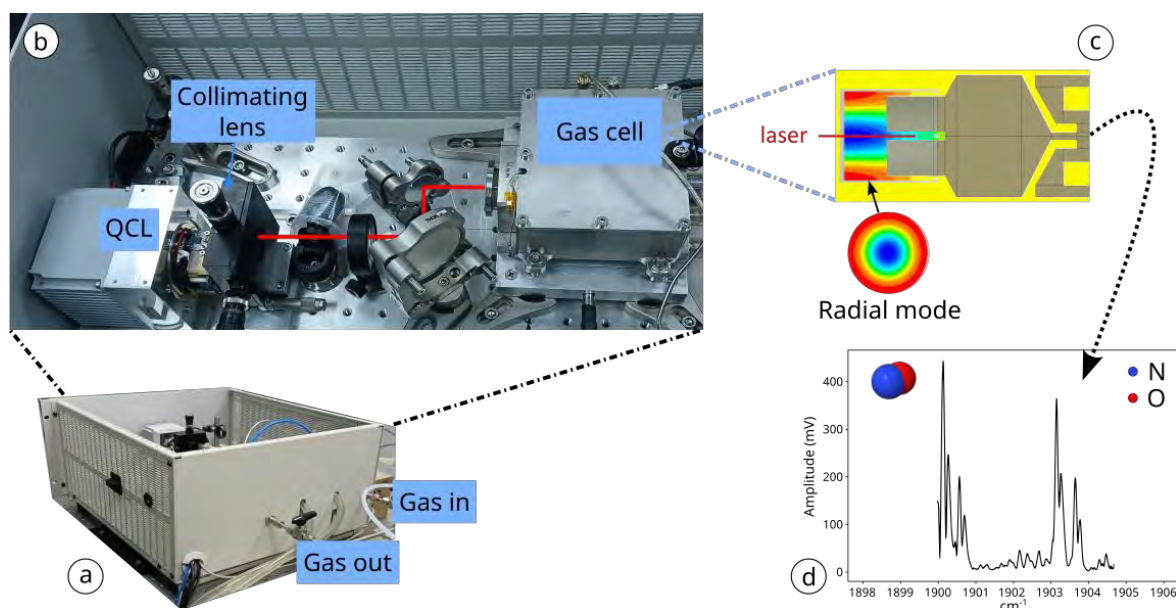 b
Collimating
lens
QCL
Gas cell
c
laser
Radial mode
a
Gas in
Gas out
d
N
O
Amplitude (mV)
400
300
200
100
0
1898
1899
1900
1901
1902
1903
1904
1905
1906
cm⁻¹